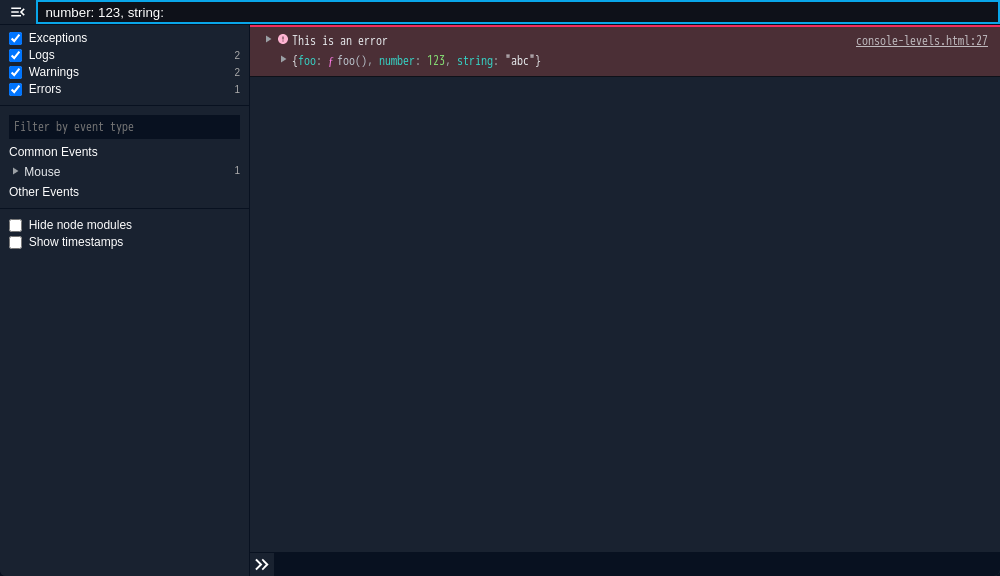 number: 123, string:
Exceptions
Logs 2
Warnings 2
Errors 1
Filter by event type
Common Events
Mouse 1
Other Events
Hide node modules
Show timestamps
This is an error console-levels.html:27
{foo: ƒ foo(), number: 123, string: "abc"}